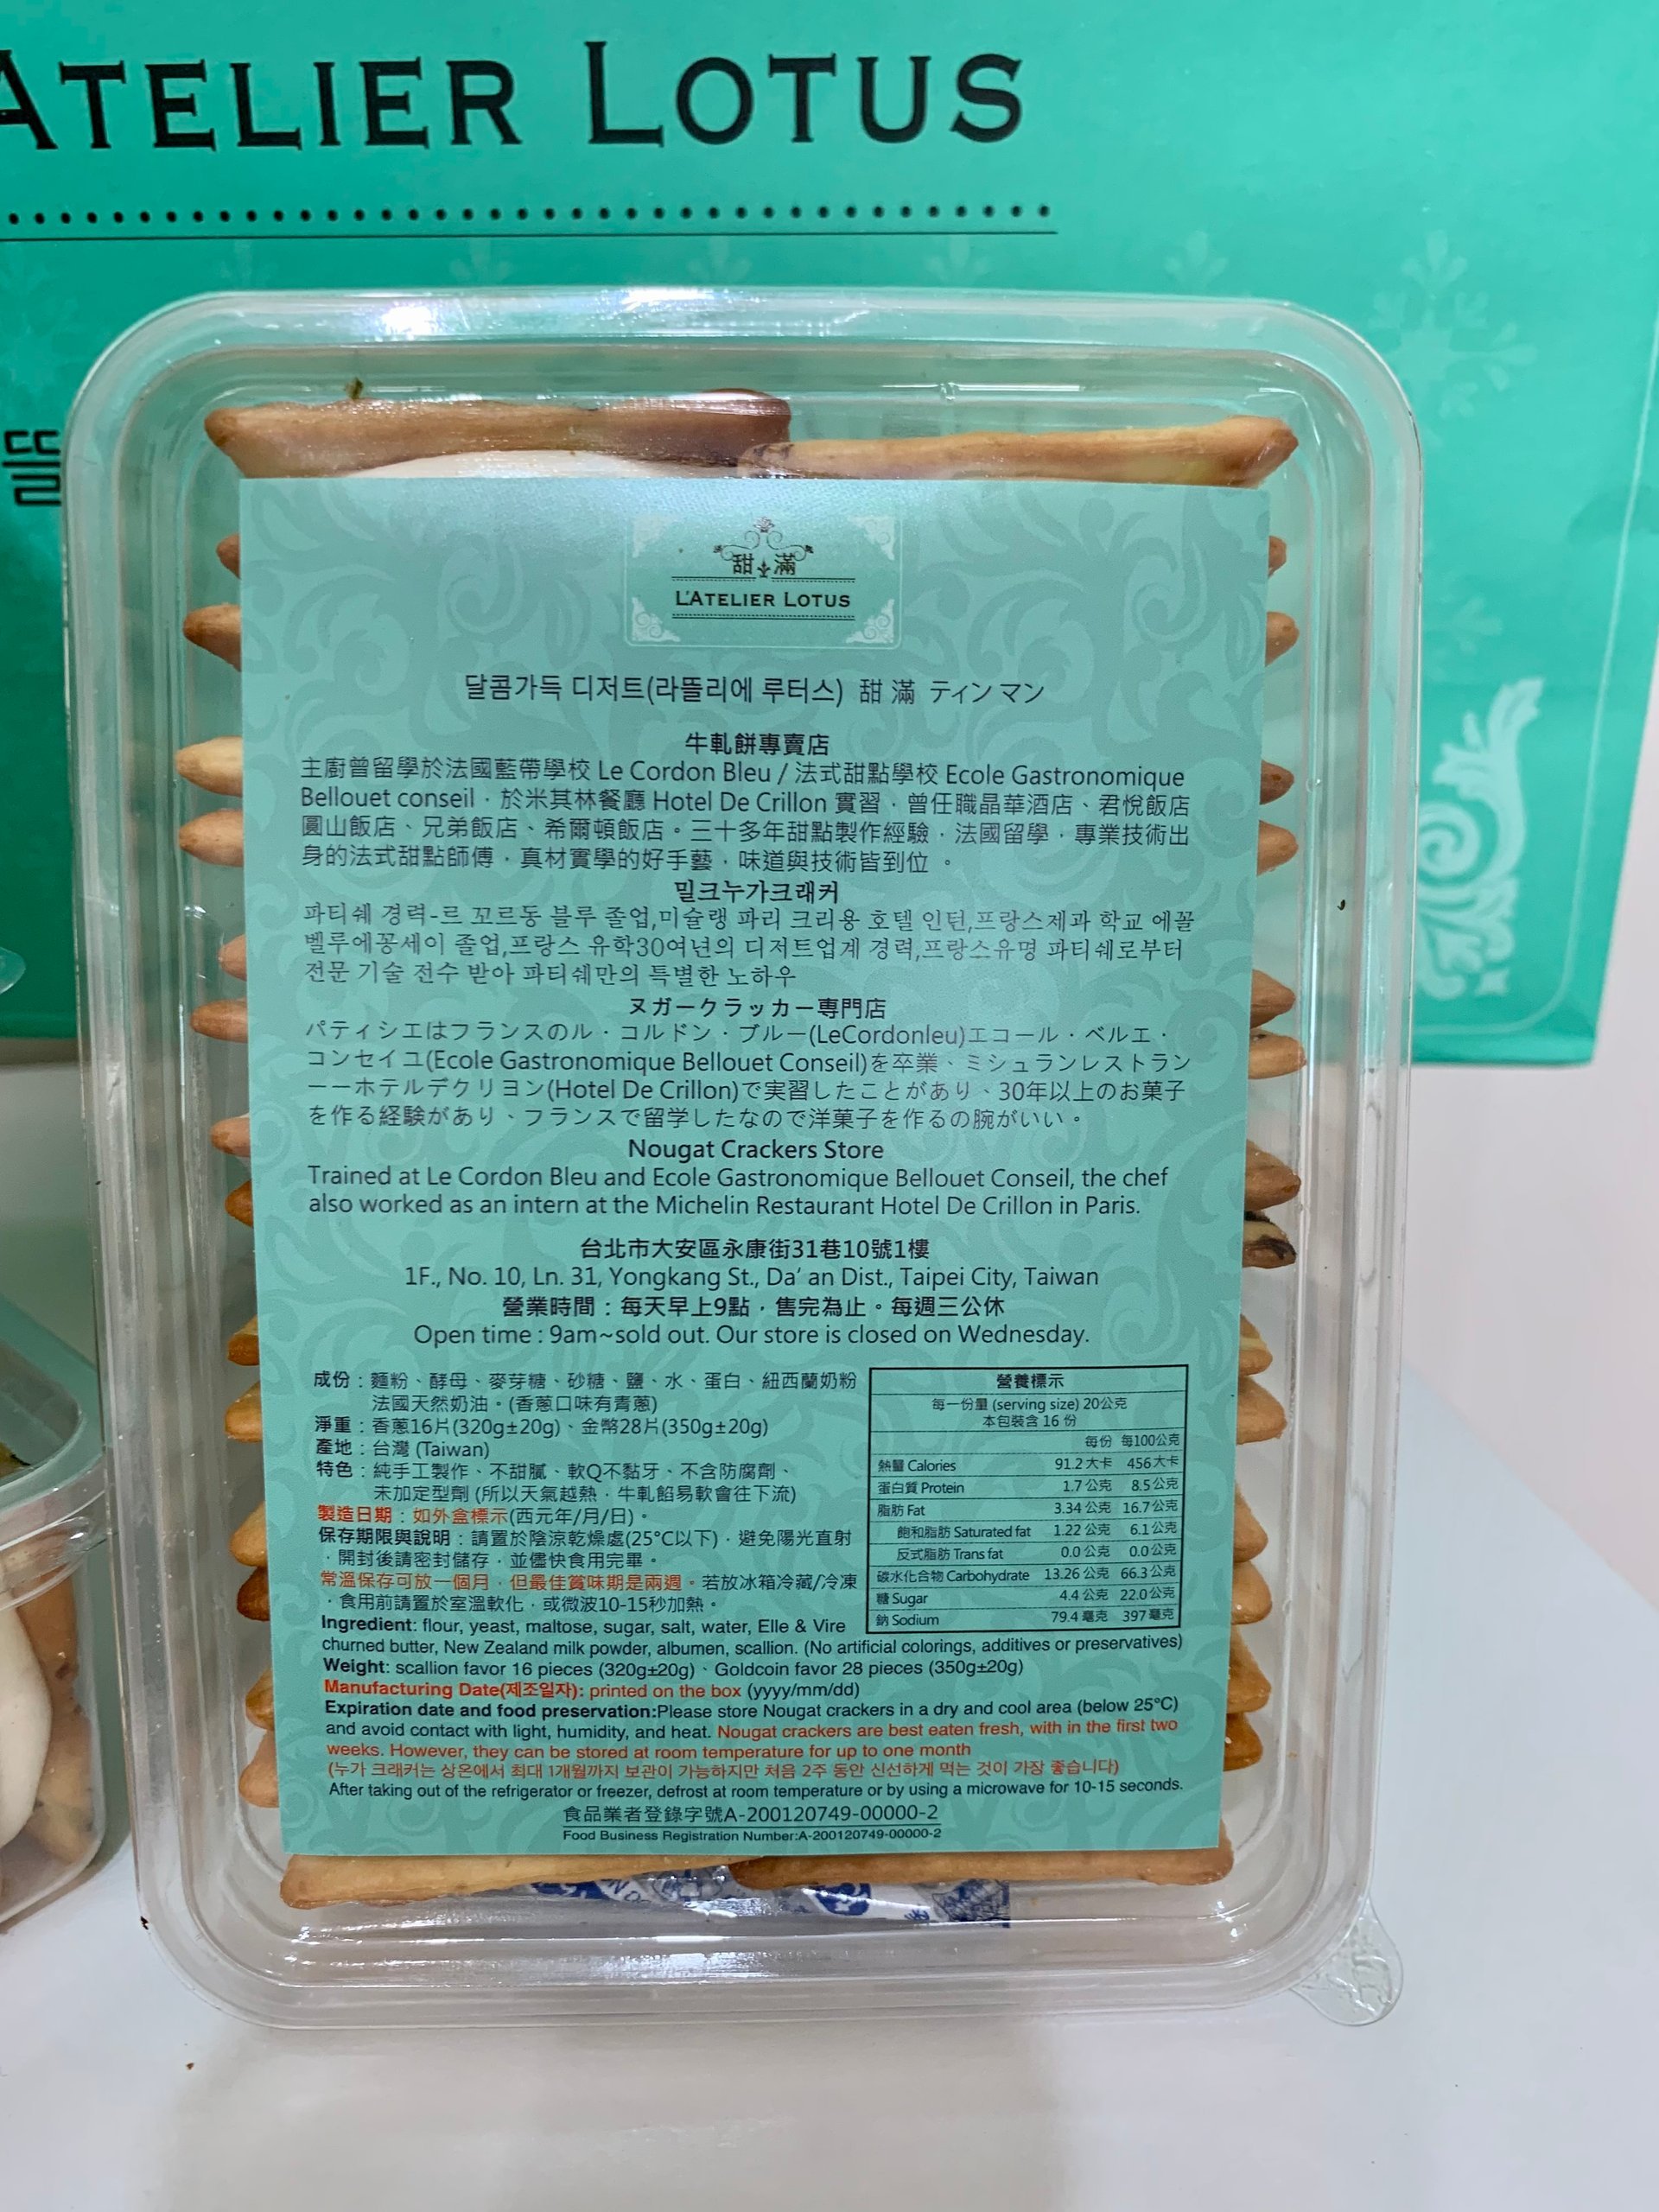 ATELIER LOTUS
뜰
甜 滿
L'ATELIER LOTUS
달콤가득 디저트(라뜰리에 루터스) 甜 滿 ティン マン
牛軋餅專賣店
主廚曾留學於法國藍帶學校 Le Cordon Bleu / 法式甜點學校 Ecole Gastronomique
Bellouet conseil，於米其林餐廳 Hotel De Crillon 實習，曾任職晶華酒店、君悅飯店
圓山飯店、兄弟飯店、希爾頓飯店。三十多年甜點製作經驗，法國留學，專業技術出
身的法式甜點師傅，真材實學的好手藝，味道與技術皆到位 。
밀크누가크래커
파티쉐 경력-르 꼬르동 블루 졸업,미슐랭 파리 크리용 호텔 인턴,프랑스제과 학교 에꼴
벨루에꽁세이 졸업,프랑스 유학30여년의 디저트업계 경력,프랑스유명 파티쉐로부터
전문 기술 전수 받아 파티쉐만의 특별한 노하우
ヌガークラッカー専門店
パティシエはフランスのル・コルドン・ブルー(LeCordonleu)エコール・ベルエ・
コンセイユ(Ecole Gastronomique Bellouet Conseil)を卒業、ミシュランレストラン
ーーホテルデクリヨン(Hotel De Crillon)で実習したことがあり、30年以上のお菓子
を作る経験があり、フランスで留学したなので洋菓子を作るの腕がいい。
Nougat Crackers Store
Trained at Le Cordon Bleu and Ecole Gastronomique Bellouet Conseil, the chef
also worked as an intern at the Michelin Restaurant Hotel De Crillon in Paris.
台北市大安區永康街31巷10號1樓
1F., No. 10, Ln. 31, Yongkang St., Da' an Dist., Taipei City, Taiwan
營業時間：每天早上9點，售完為止。每週三公休
Open time : 9am~sold out. Our store is closed on Wednesday.
成份：麵粉、酵母、麥芽糖、砂糖、鹽、水、蛋白、紐西蘭奶粉
法國天然奶油。(香蔥口味有青蔥)
淨重：香蔥16片(320g±20g)、金幣28片(350g±20g)
產地：台灣 (Taiwan)
特色：純手工製作、不甜膩、軟Q不黏牙、不含防腐劑、
未加定型劑 (所以天氣越熱，牛軋餡易軟會往下流)
製造日期：如外盒標示(西元年/月/日)。
保存期限與說明：請置於陰涼乾燥處(25°C以下)，避免陽光直射
，開封後請密封儲存，並儘快食用完畢。
常溫保存可放一個月，但最佳賞味期是兩週。若放冰箱冷藏/冷凍
，食用前請置於室溫軟化，或微波10-15秒加熱。
營養標示
每一份量 (serving size) 20公克
本包裝含 16 份
每份 每100公克
熱量 Calories 91.2 大卡 456 大卡
蛋白質 Protein 1.7 公克 8.5 公克
脂肪 Fat 3.34 公克 16.7 公克
飽和脂肪 Saturated fat 1.22 公克 6.1 公克
反式脂肪 Trans fat 0.0 公克 0.0 公克
碳水化合物 Carbohydrate 13.26 公克 66.3 公克
糖 Sugar 4.4 公克 22.0 公克
鈉 Sodium 79.4 毫克 397 毫克
Ingredient: flour, yeast, maltose, sugar, salt, water, Elle & Vire
churned butter, New Zealand milk powder, albumen, scallion. (No artificial colorings, additives or preservatives)
Weight: scallion favor 16 pieces (320g±20g)、Goldcoin favor 28 pieces (350g±20g)
Manufacturing Date(제조일자): printed on the box (yyyy/mm/dd)
Expiration date and food preservation:Please store Nougat crackers in a dry and cool area (below 25°C)
and avoid contact with light, humidity, and heat. Nougat crackers are best eaten fresh, with in the first two
weeks. However, they can be stored at room temperature for up to one month
(누가 크래커는 상온에서 최대 1개월까지 보관이 가능하지만 처음 2주 동안 신선하게 먹는 것이 가장 좋습니다)
After taking out of the refrigerator or freezer, defrost at room temperature or by using a microwave for 10-15 seconds.
食品業者登錄字號A-200120749-00000-2
Food Business Registration Number:A-200120749-00000-2